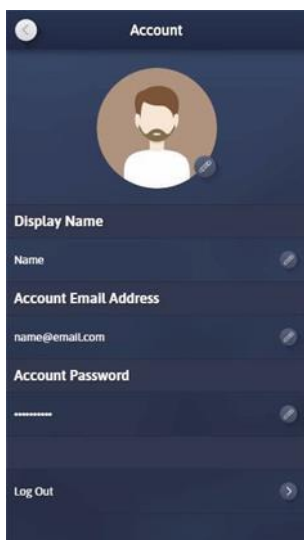 Account
Display Name
Name
Account Email Address
name@email.com
Account Password
••••••••••
Log Out